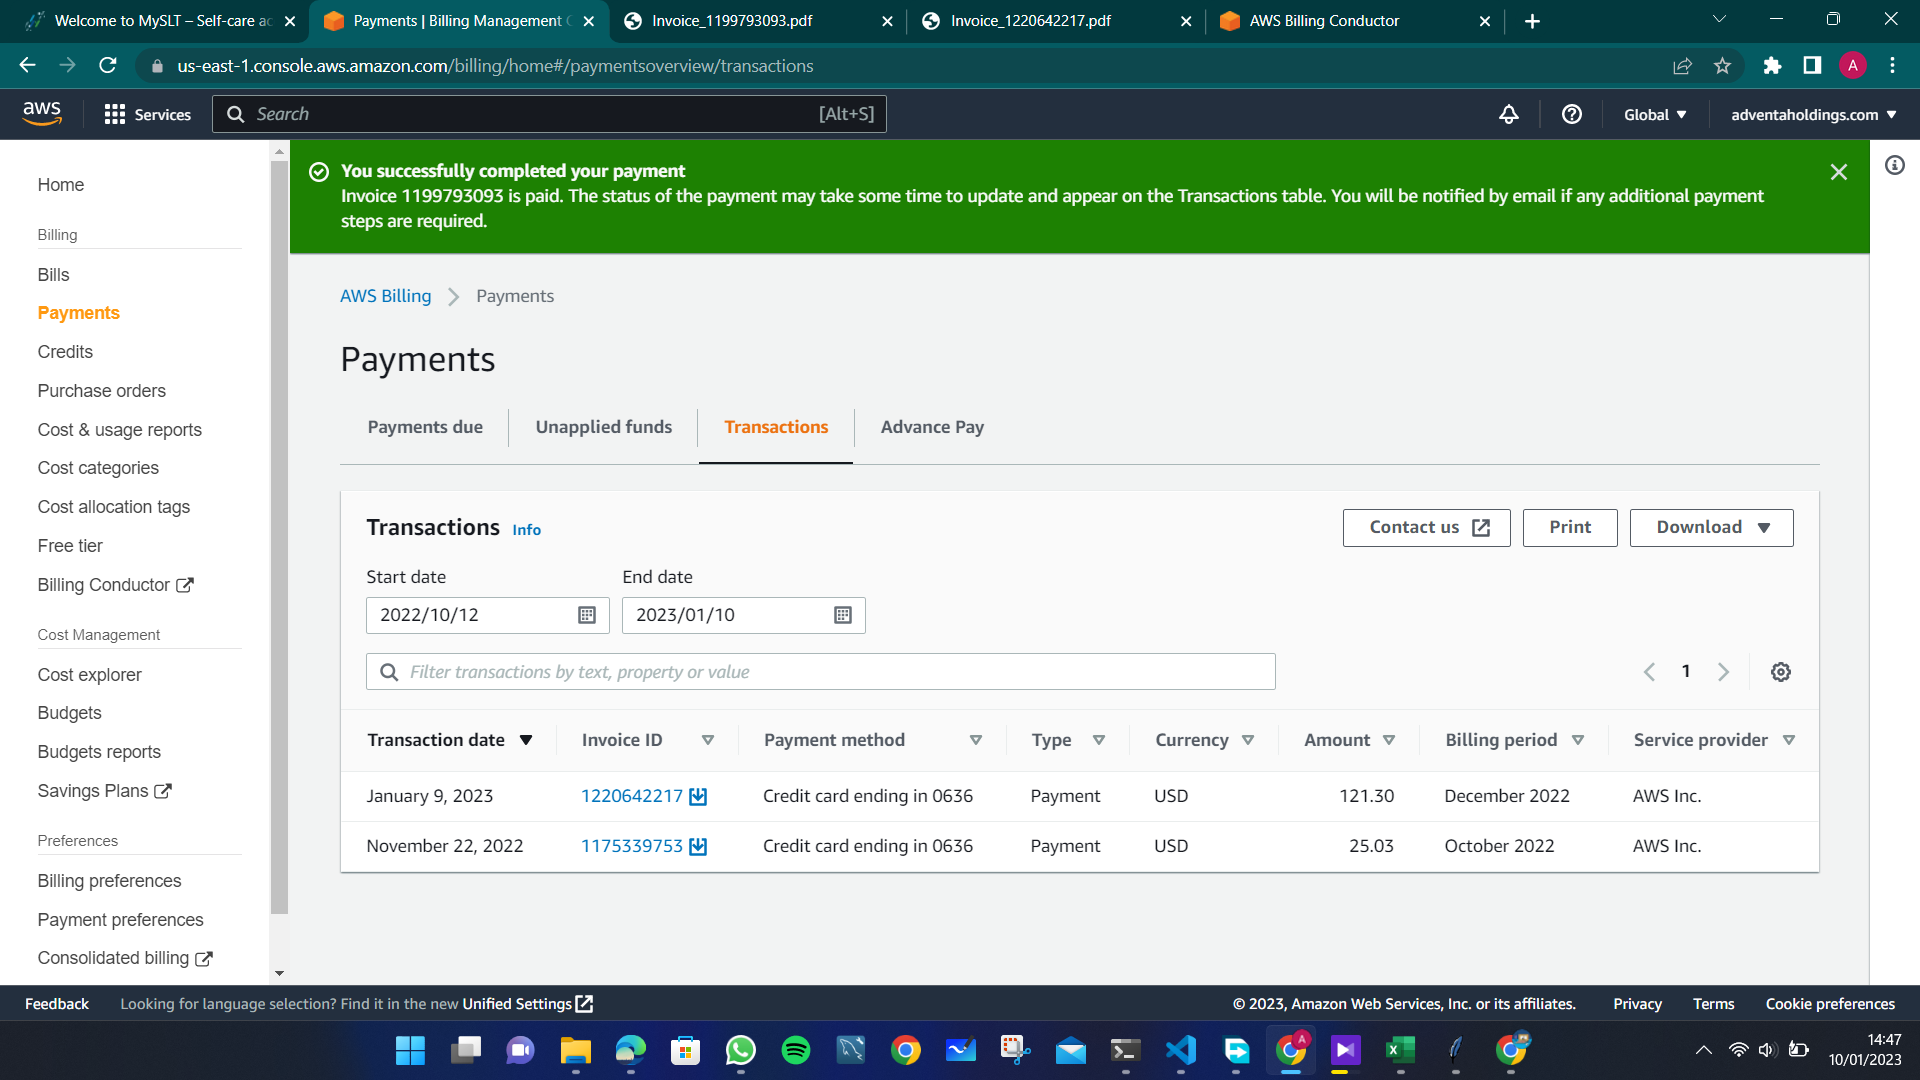 Welcome to MySLT – Self-care ac
Payments | Billing Management C
Invoice_1199793093.pdf
Invoice_1220642217.pdf
AWS Billing Conductor
us-east-1.console.aws.amazon.com/billing/home#/paymentsoverview/transactions
A
aws
Services
Search
[Alt+S]
Global
adventaholdings.com
Home
Billing
Bills
Payments
Credits
Purchase orders
Cost & usage reports
Cost categories
Cost allocation tags
Free tier
Billing Conductor
Cost Management
Cost explorer
Budgets
Budgets reports
Savings Plans
Preferences
Billing preferences
Payment preferences
Consolidated billing
You successfully completed your payment
Invoice 1199793093 is paid. The status of the payment may take some time to update and appear on the Transactions table. You will be notified by email if any additional payment
steps are required.
AWS Billing
Payments
Payments
Payments due
Unapplied funds
Transactions
Advance Pay
Transactions Info
Contact us
Print
Download
Start date
End date
2022/10/12
2023/01/10
Filter transactions by text, property or value
1
Transaction date Invoice ID Payment method Type Currency Amount Billing period Service provider
January 9, 2023 1220642217 Credit card ending in 0636 Payment USD 121.30 December 2022 AWS Inc.
November 22, 2022 1175339753 Credit card ending in 0636 Payment USD 25.03 October 2022 AWS Inc.
Feedback
Looking for language selection? Find it in the new Unified Settings
© 2023, Amazon Web Services, Inc. or its affiliates.
Privacy
Terms
Cookie preferences
A
14:47
10/01/2023